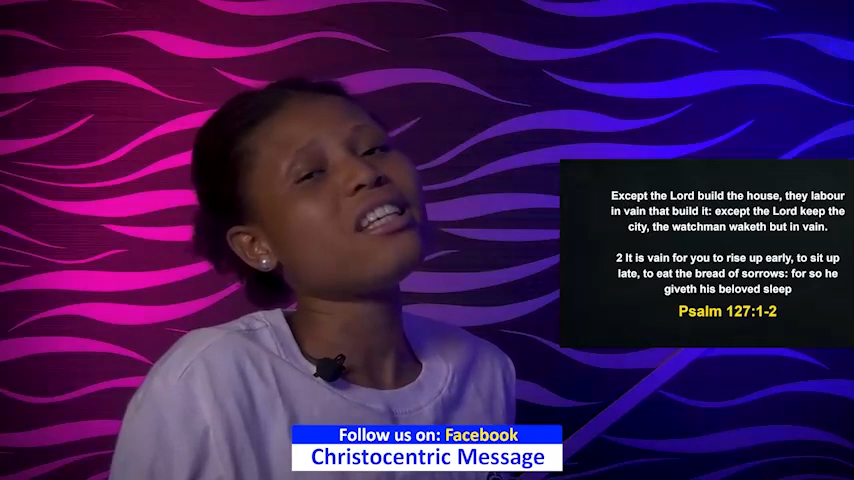 Except the Lord build the house, they labour
in vain that build it: except the Lord keep the
city, the watchman waketh but in vain.
2 It is vain for you to rise up early, to sit up
late, to eat the bread of sorrows: for so he
giveth his beloved sleep
Psalm 127:1-2
Follow us on: Facebook
Christocentric Message